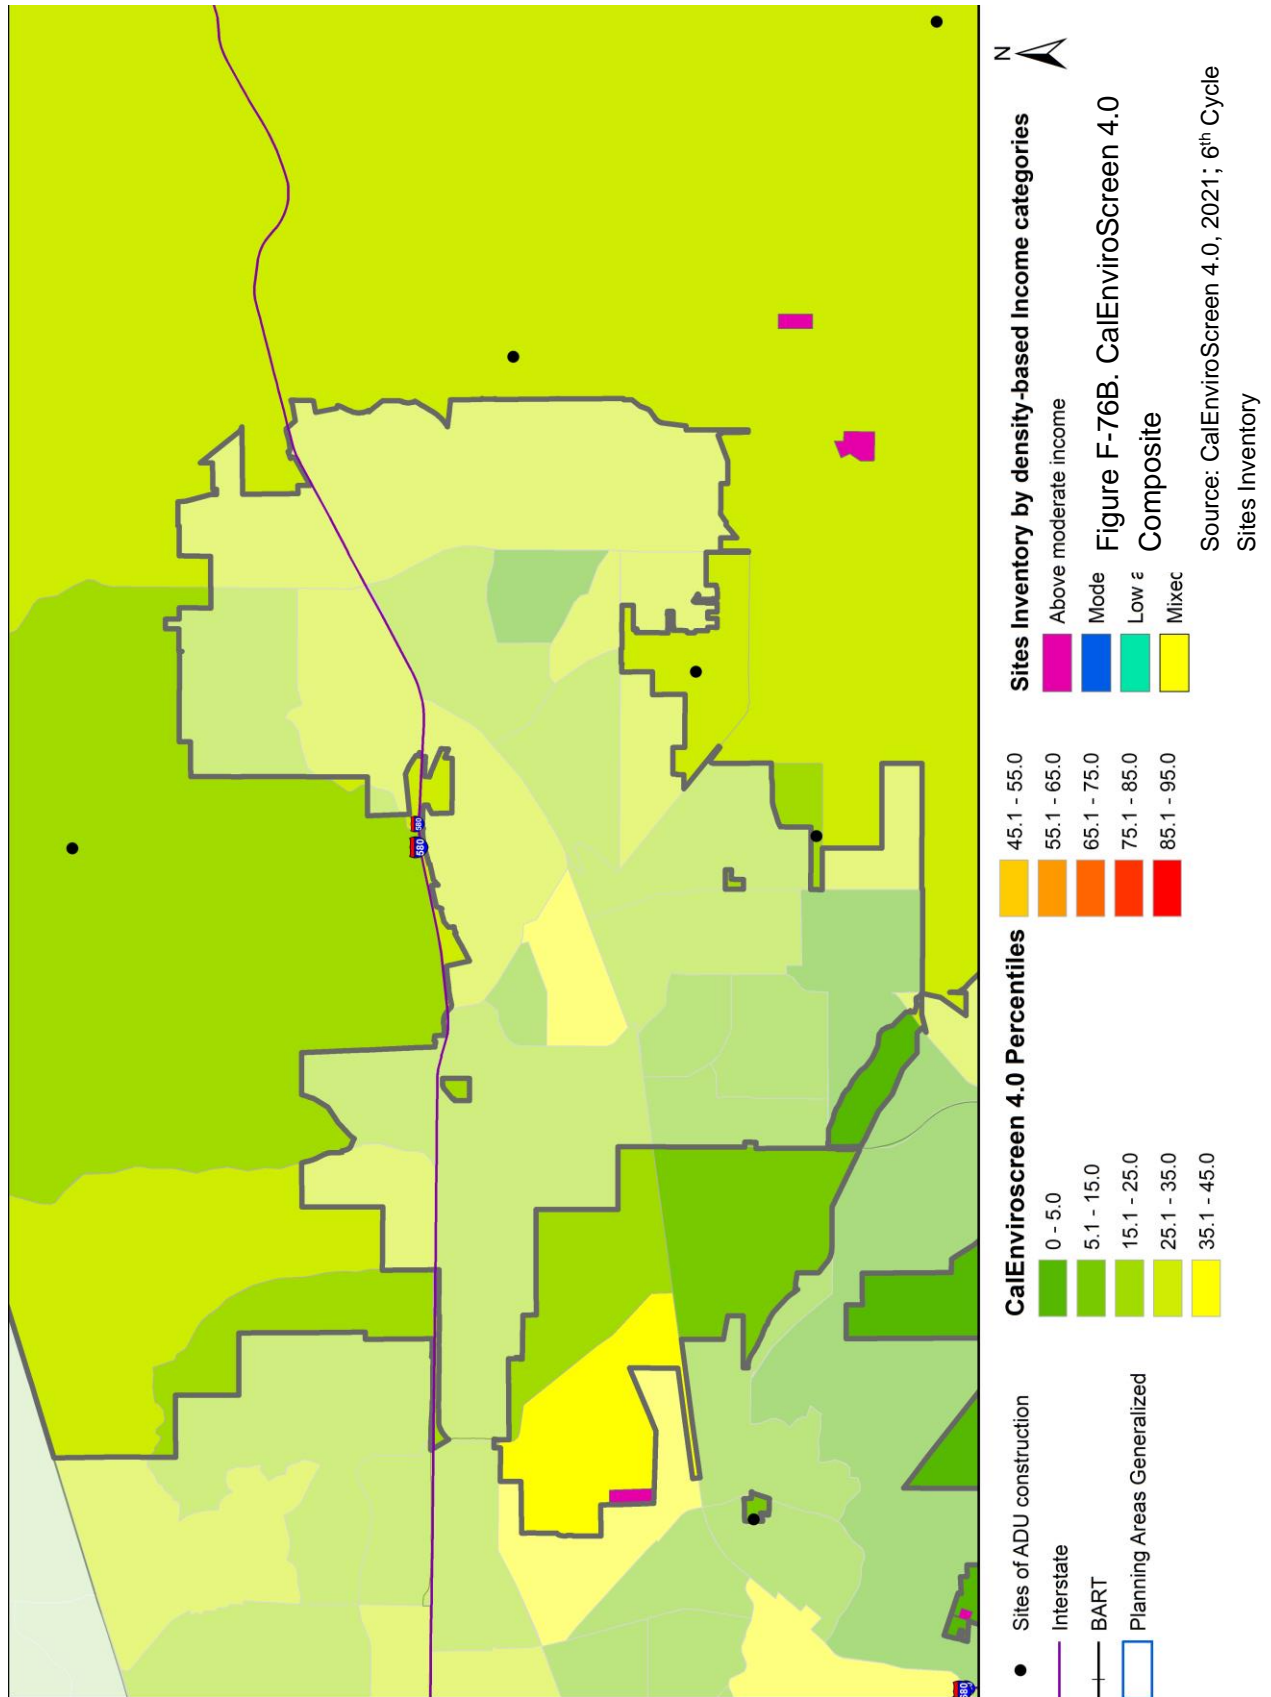 N
Sites of ADU construction
Interstate
BART
Planning Areas Generalized
CalEnviroscreen 4.0 Percentiles
0 - 5.0
5.1 - 15.0
15.1 - 25.0
25.1 - 35.0
35.1 - 45.0
45.1 - 55.0
55.1 - 65.0
65.1 - 75.0
75.1 - 85.0
85.1 - 95.0
Sites Inventory by density-based Income categories
Above moderate income
Mode
Low
Mixed
Figure F-76B. CalEnviroScreen 4.0
Composite
Source: CalEnviroScreen 4.0, 2021; 6th Cycle
Sites Inventory
680
580
680